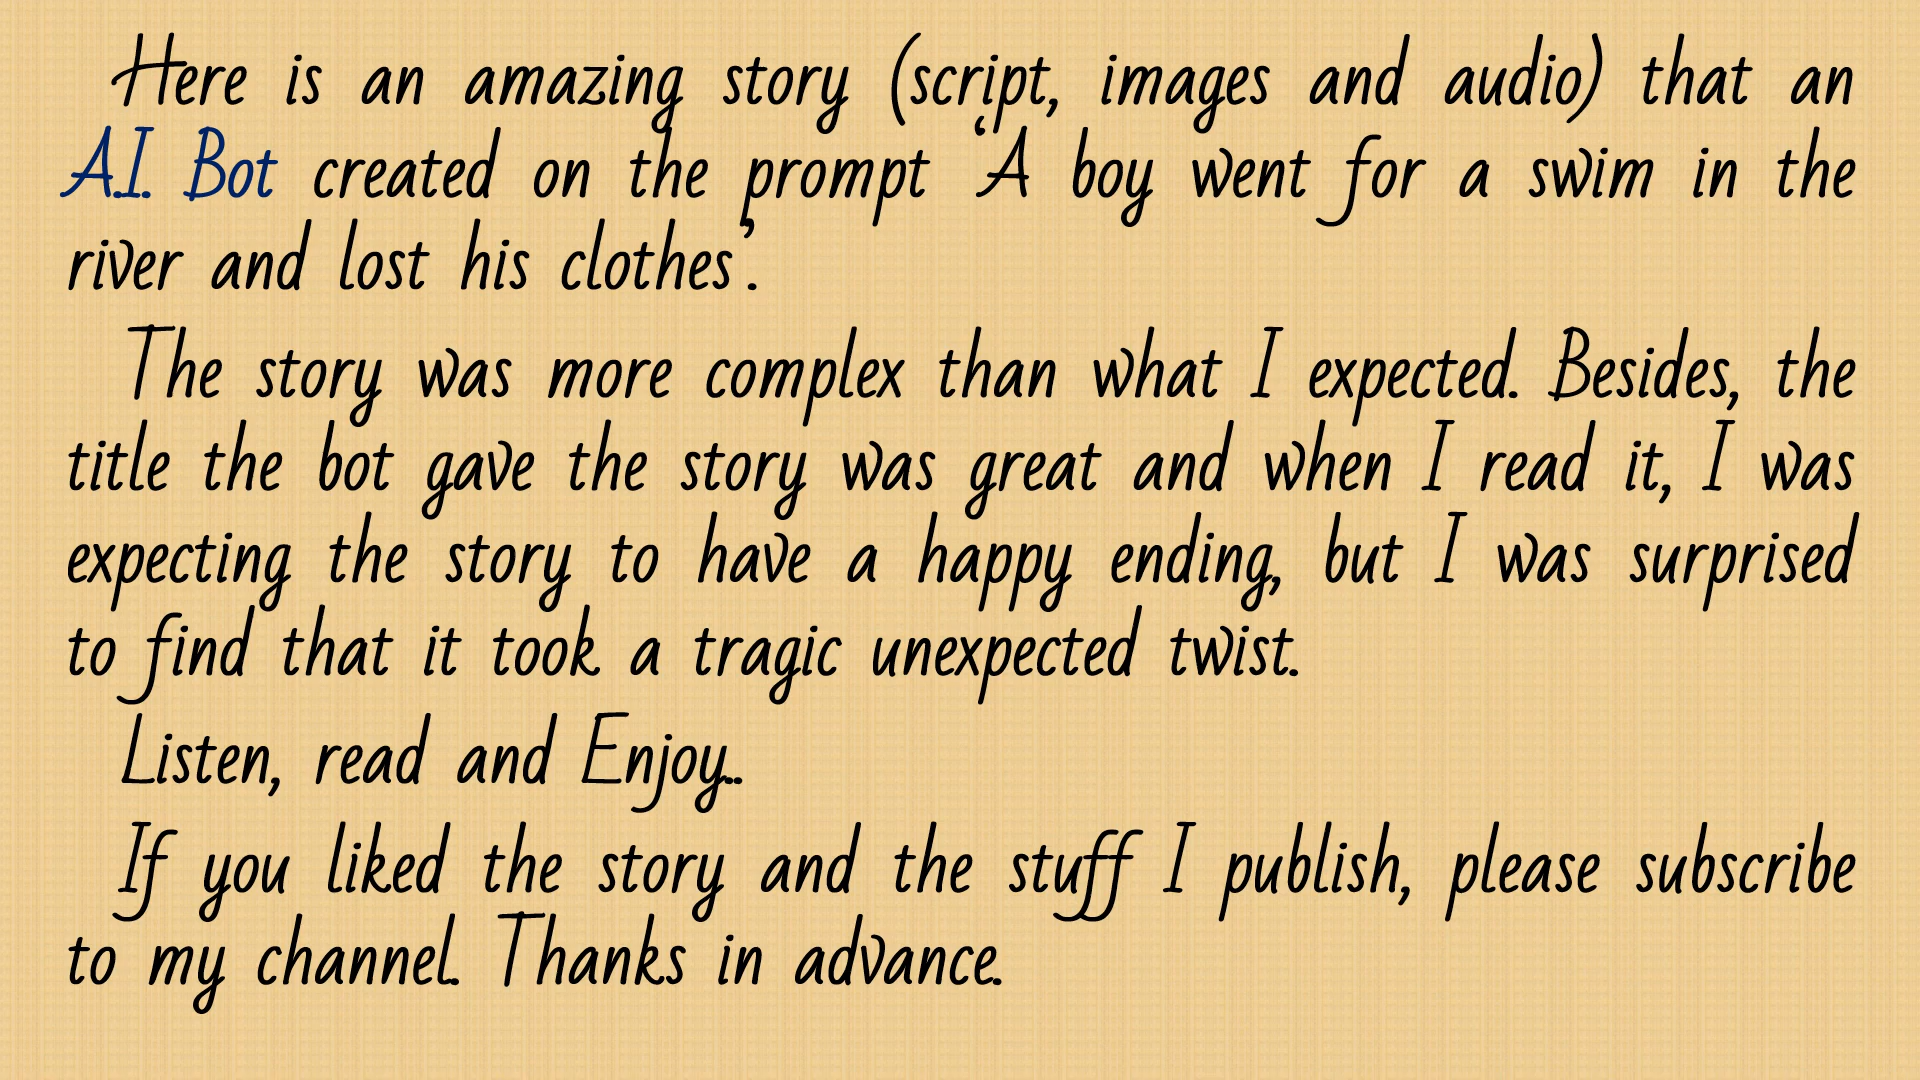 Here is an amazing story (script, images and audio) that an
A.I. Bot created on the prompt ‘A boy went for a swim in the
river and lost his clothes’.
The story was more complex than what I expected. Besides, the
title the bot gave the story was great and when I read it, I was
expecting the story to have a happy ending, but I was surprised
to find that it took a tragic unexpected twist.
Listen, read and Enjoy..
If you liked the story and the stuff I publish, please subscribe
to my channel. Thanks in advance.